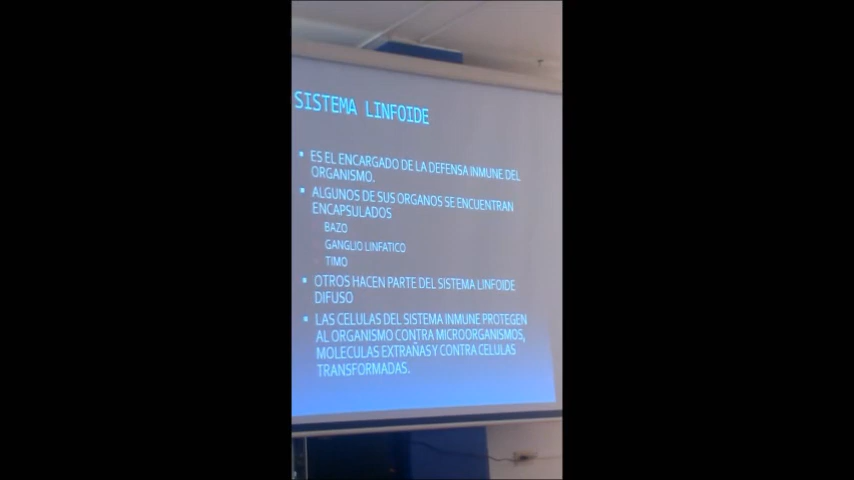 SISTEMA LINFOIDE
• ES EL ENCARGADO DE LA DEFENSA INMUNE DEL
ORGANISMO.
• ALGUNOS DE SUS ORGANOS SE ENCUENTRAN
ENCAPSULADOS
BAZO
GANGLIO LINFATICO
TIMO
• OTROS HACEN PARTE DEL SISTEMA LINFOIDE
DIFUSO
• LAS CELULAS DEL SISTEMA INMUNE PROTEGEN
AL ORGANISMO CONTRA MICROORGANISMOS,
MOLECULAS EXTRAÑAS Y CONTRA CELULAS
TRANSFORMADAS.